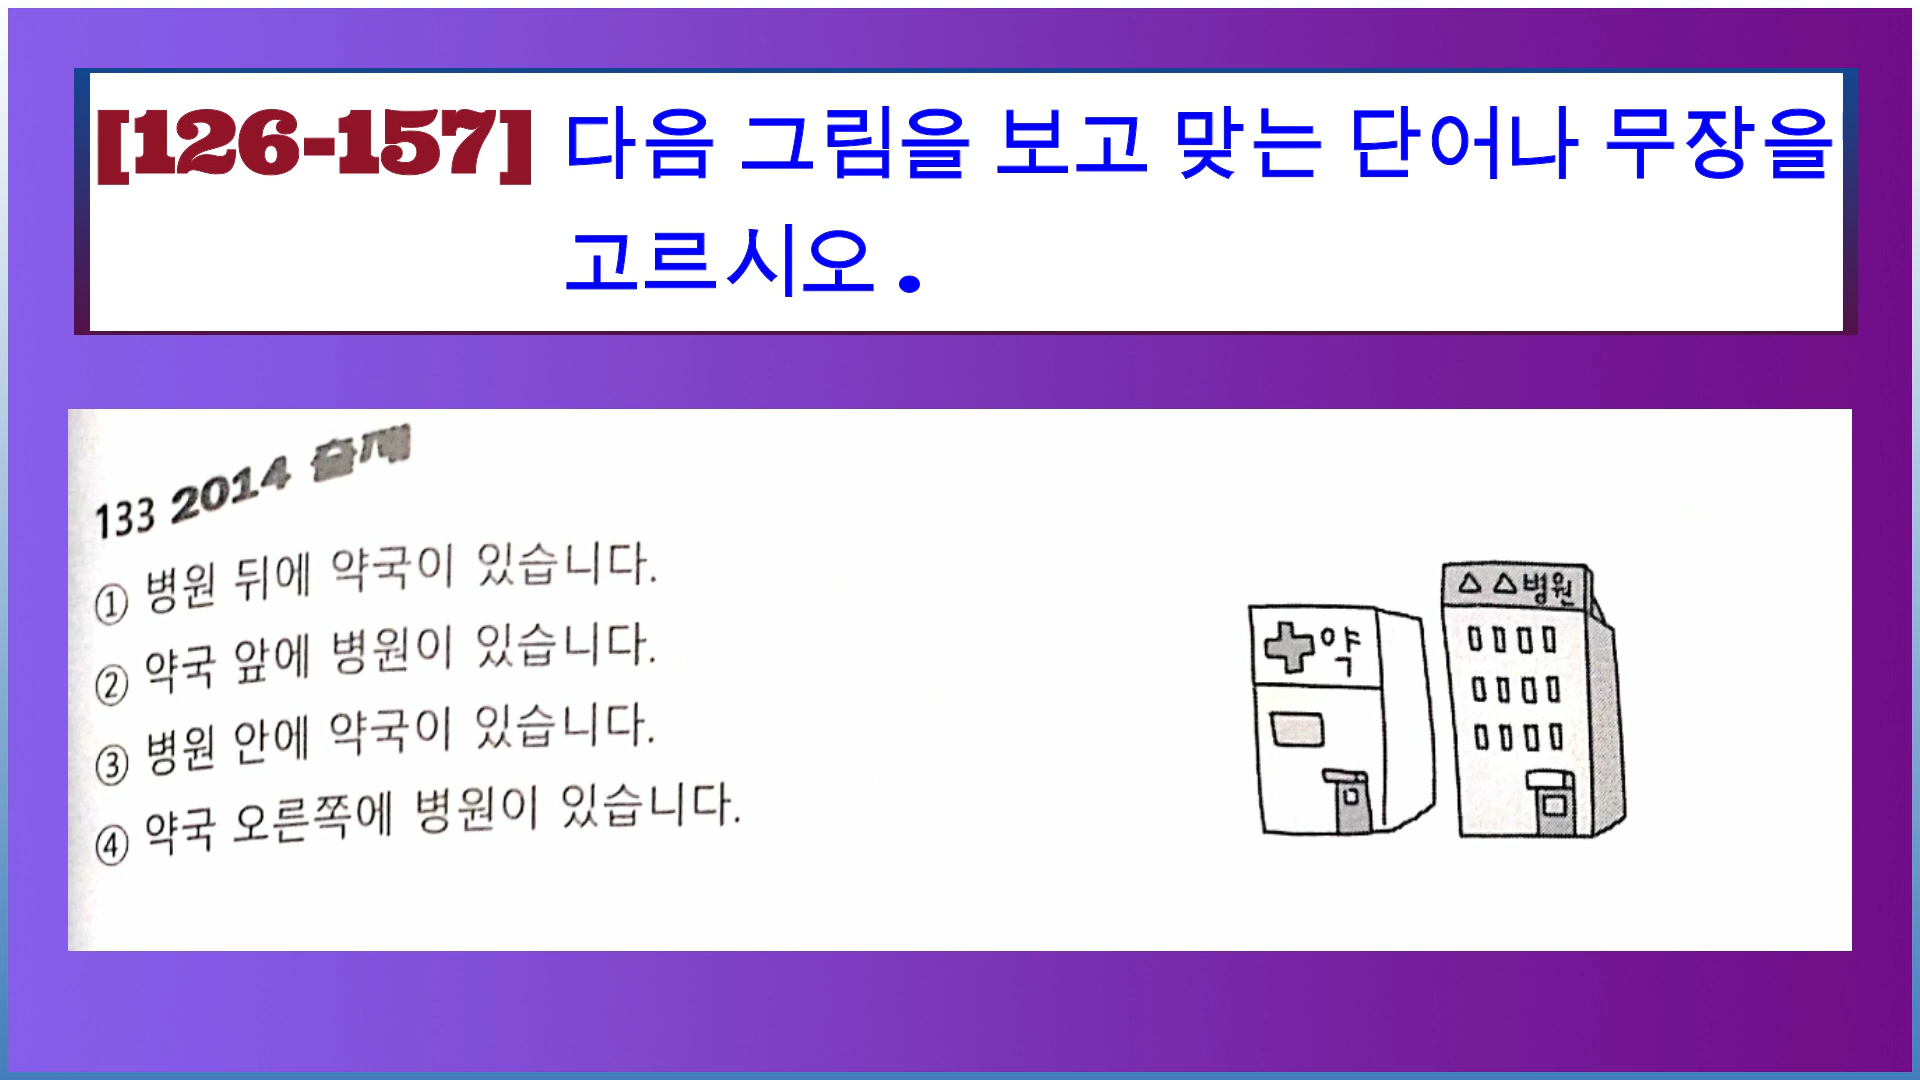 [126-157] 다음 그림을 보고 맞는 단어나 무장을
고르시오.
133 2014 출제
① 병원 뒤에 약국이 있습니다.
② 약국 앞에 병원이 있습니다.
③ 병원 안에 약국이 있습니다.
④ 약국 오른쪽에 병원이 있습니다.
약
△ △병원